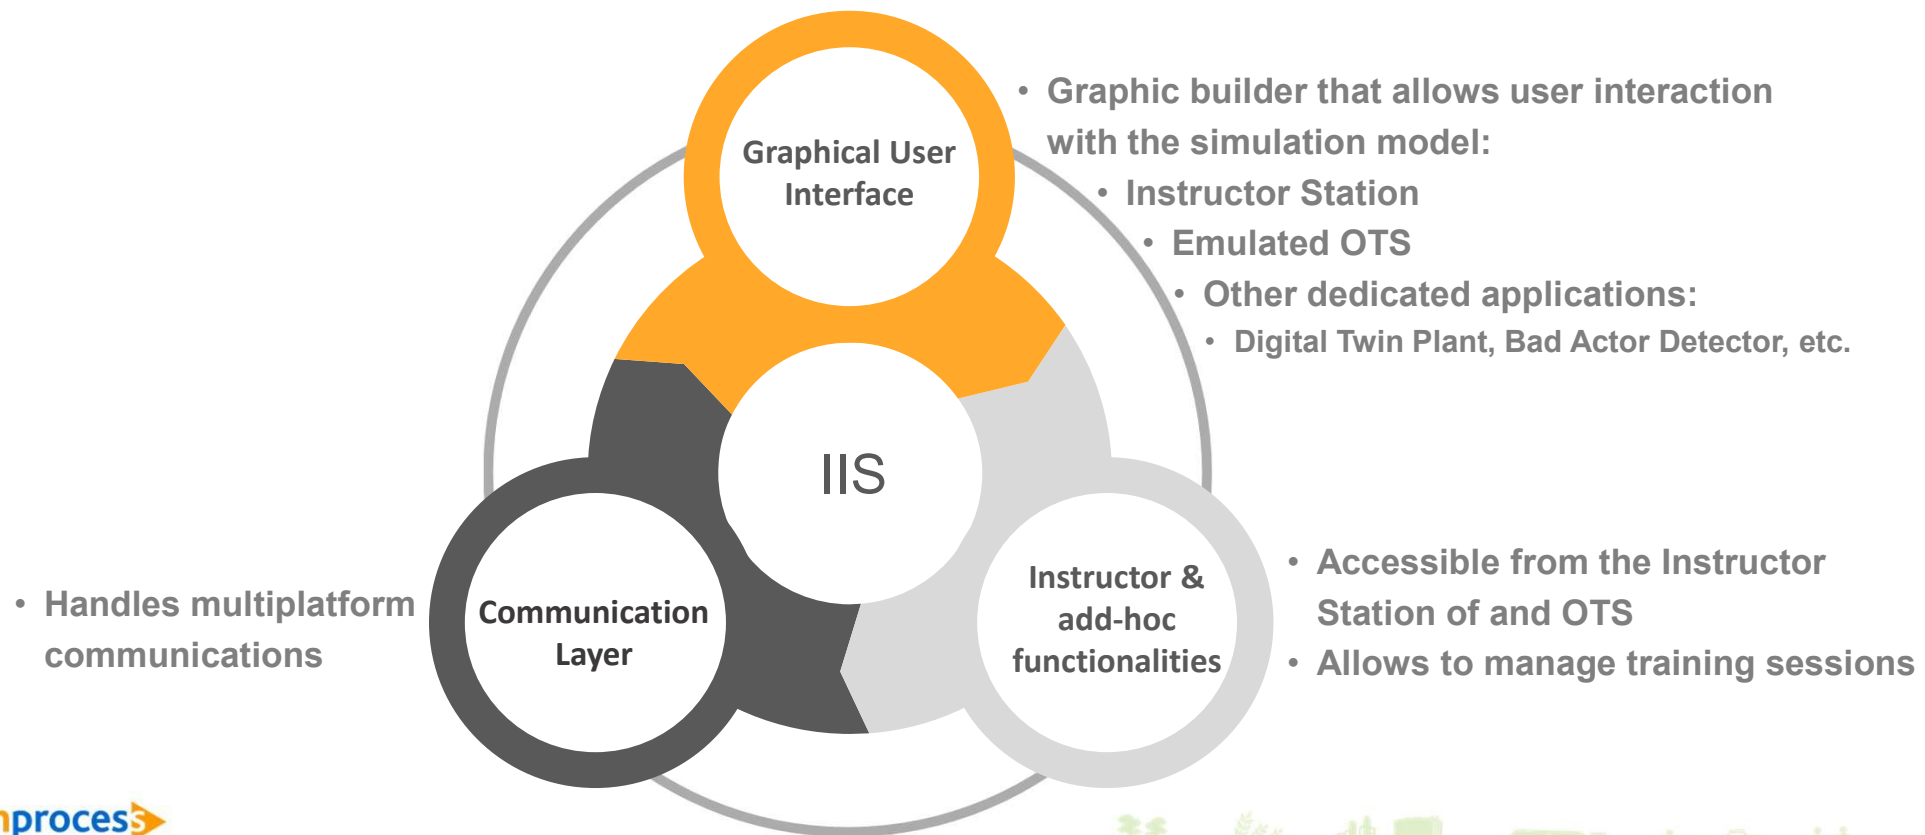 Graphical User
Interface
• Graphic builder that allows user interaction
with the simulation model:
• Instructor Station
• Emulated OTS
• Other dedicated applications:
• Digital Twin Plant, Bad Actor Detector, etc.
IIS
• Handles multiplatform
communications
Communication
Layer
Instructor &
add-hoc
functionalities
• Accessible from the Instructor
Station of and OTS
• Allows to manage training sessions
nprocess